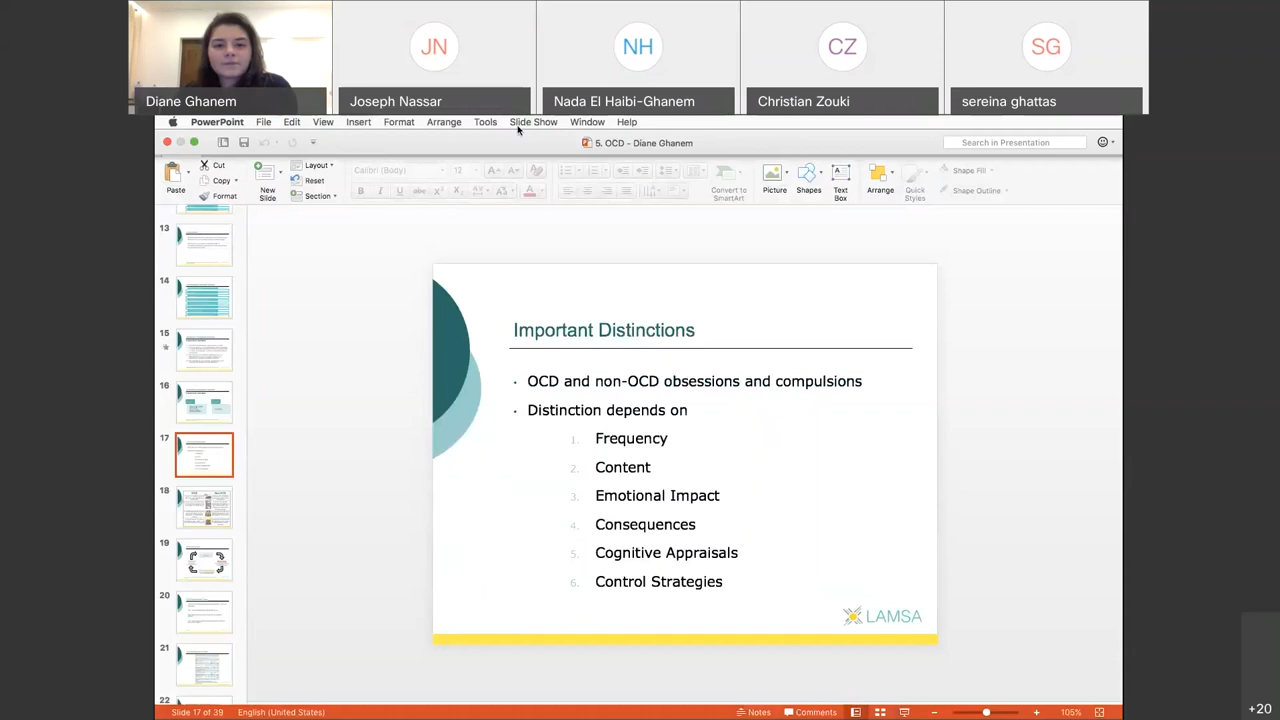 JN
NH
CZ
SG
Diane Ghanem
Joseph Nassar
Nada El Haibi-Ghanem
Christian Zouki
sereina ghattas
PowerPoint File Edit View Insert Format Arrange Tools Slide Show Window Help
5. OCD - Diane Ghanem
Search in Presentation
Paste
Cut
Copy
Format
New
Slide
Layout
Reset
Section
Calibri (Body)
12
Convert to
SmartArt
Picture
Shapes
Text
Box
Arrange
Quick
Styles
Shape Fill
Shape Outline
13
14
15
16
17
18
19
20
21
22
Important Distinctions
· OCD and non-OCD obsessions and compulsions
· Distinction depends on
1. Frequency
2. Content
3. Emotional Impact
4. Consequences
5. Cognitive Appraisals
6. Control Strategies
LAMSA
Slide 17 of 39
English (United States)
Notes
Comments
105%
+20